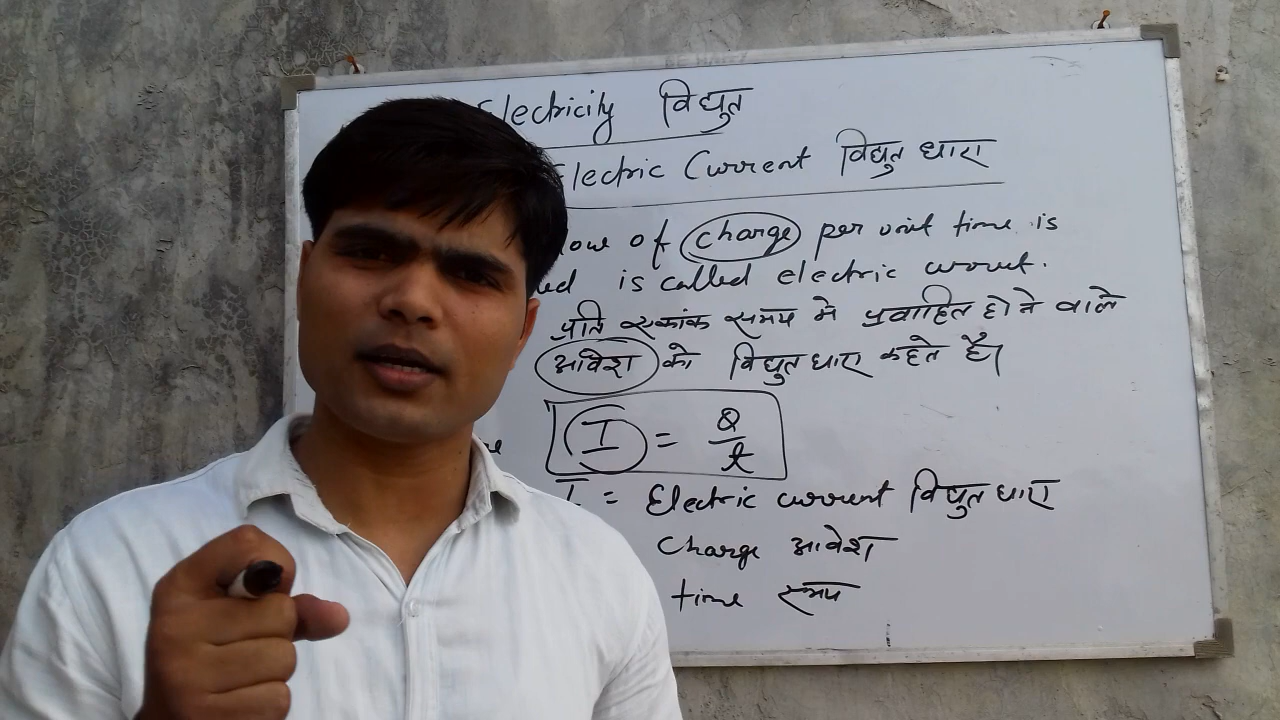 Electricity विद्युत
Electric Current विद्युत धारा
low of charge per unit time is
led is called electric current.
प्रति एकांक समय मे प्रवाहित होने वाले
आवेश को विद्युत धारा कहते है।
I = Q/t
I = Electric current विद्युत धारा
Charge आवेश
time समय